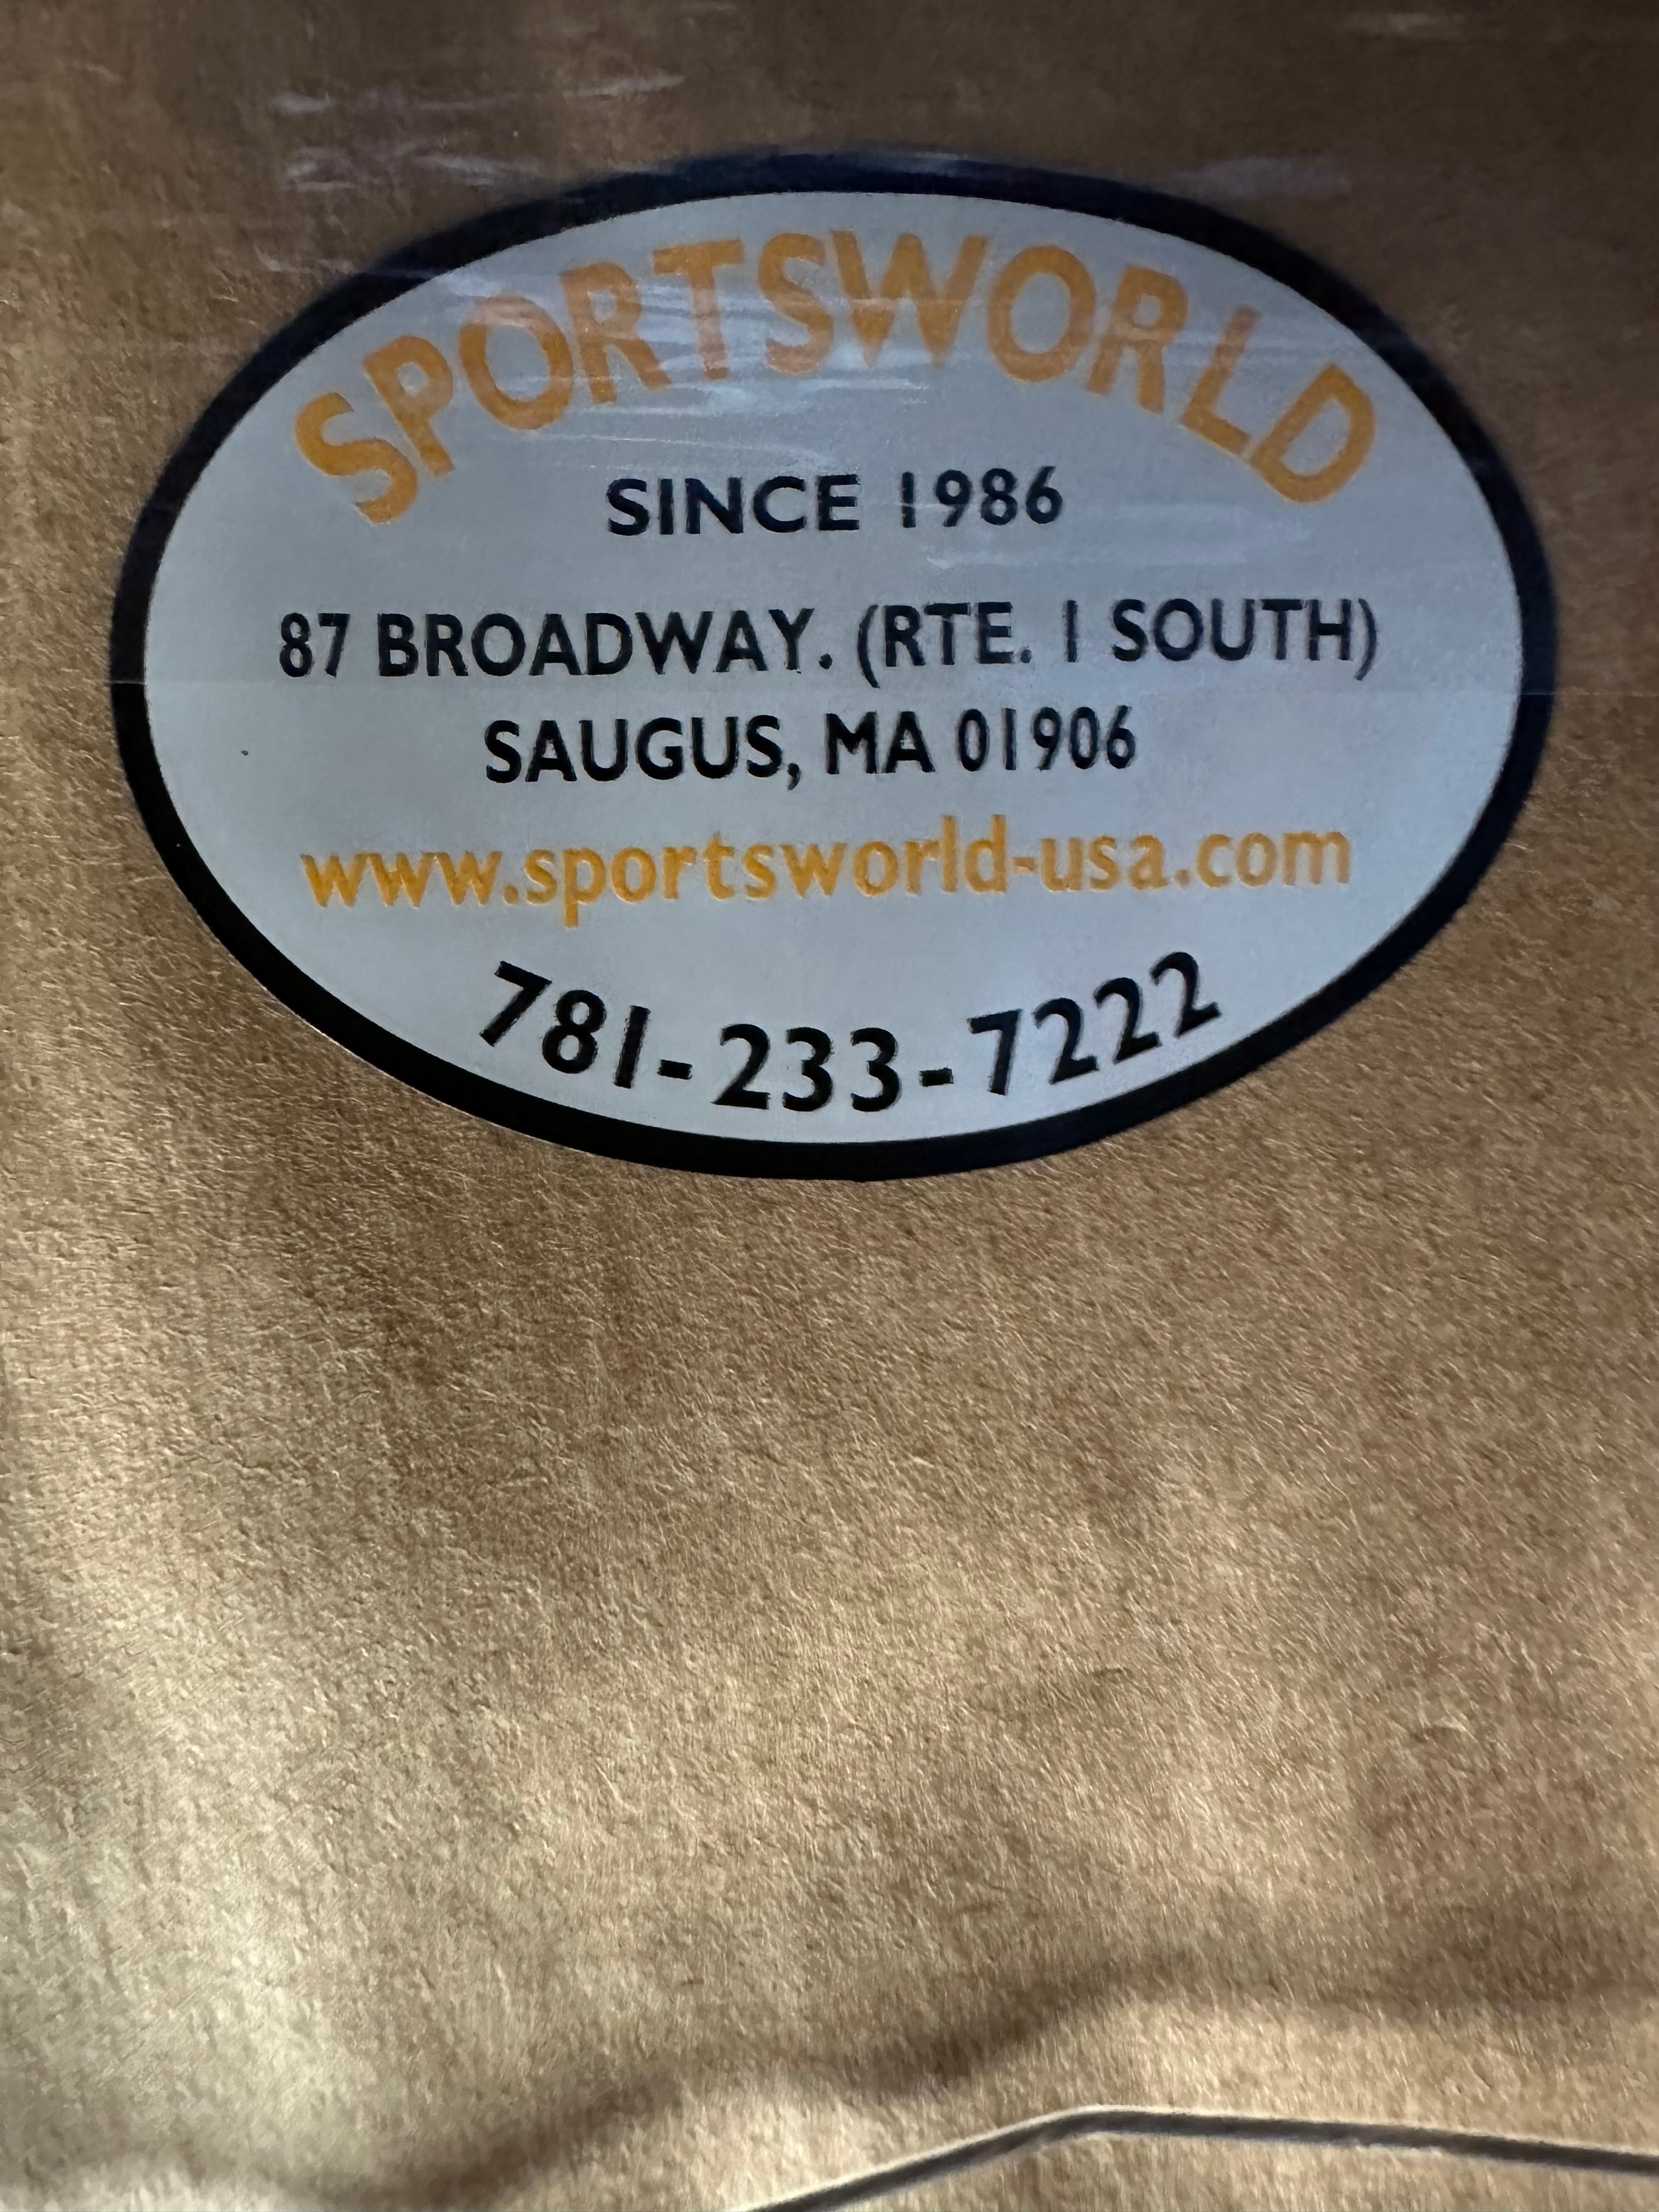 SPORTSWORLD
SINCE 1986
87 BROADWAY. (RTE. 1 SOUTH)
SAUGUS, MA 01906
www.sportsworld-usa.com
781-233-7222